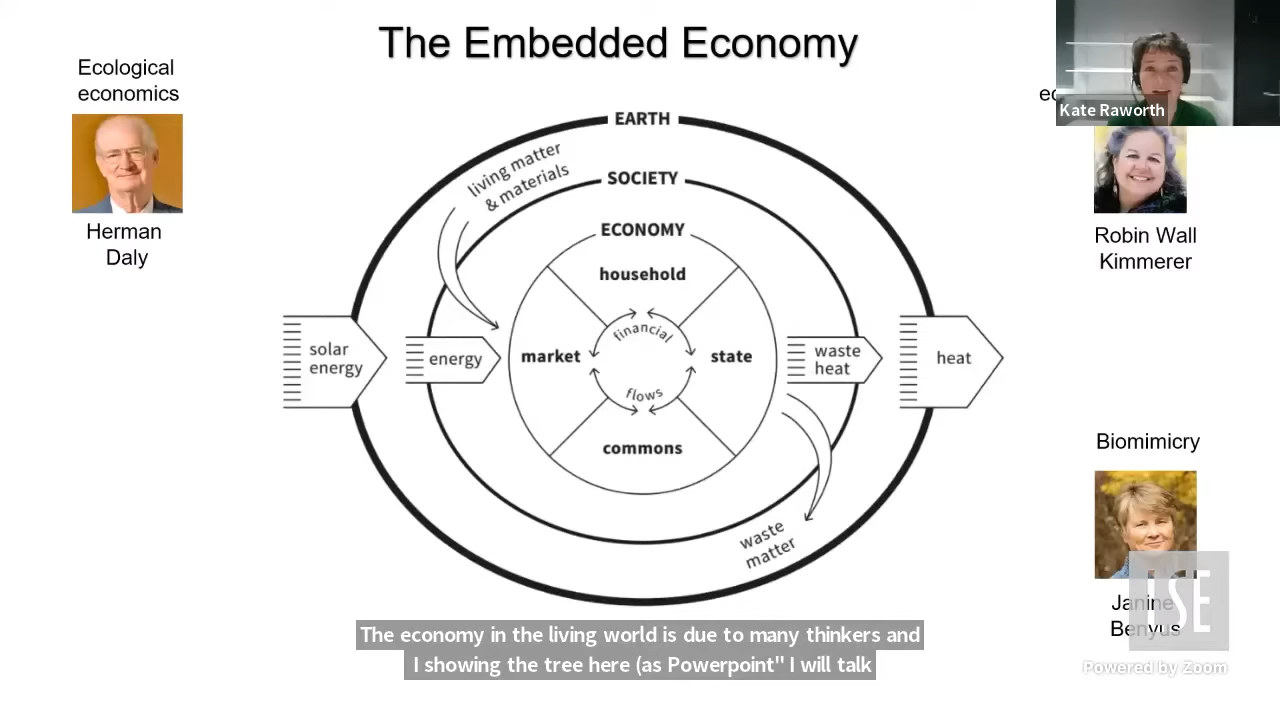 The Embedded Economy
Ecological
economics
Herman
Daly
ec
Kate Raworth
Robin Wall
Kimmerer
Biomimicry
Janine
Benyus
EARTH
living matter
& materials
SOCIETY
ECONOMY
household
financial
market
state
flows
commons
solar
energy
energy
waste
heat
heat
waste
matter
The economy in the living world is due to many thinkers and
I showing the tree here (as Powerpoint" I will talk
LSE
Powered by Zoom